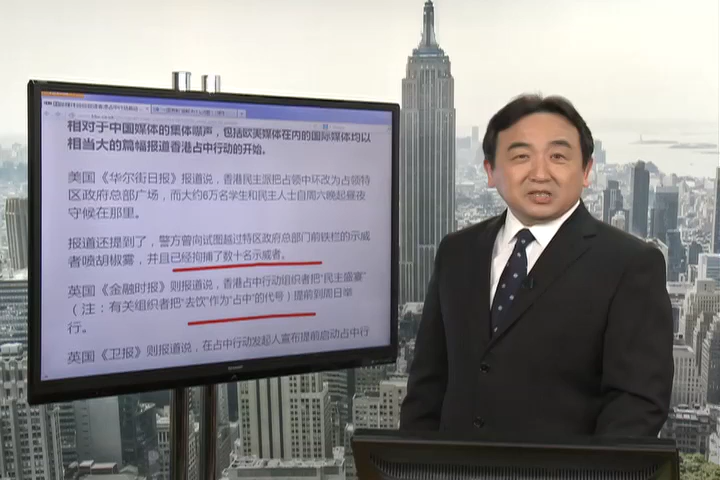 相对于中国媒体的集体噤声，包括欧美媒体在内的国际媒体均以
相当大的篇幅报道香港占中行动的开始。
美国《华尔街日报》报道说，香港民主派把占领中环改为占领特
区政府总部广场，而大约6万名学生和民主人士自周六晚起昼夜
守候在那里。
报道还提到了，警方曾向试图越过特区政府总部门前铁栏的示威
者喷胡椒雾，并且已经拘捕了数十名示威者。
英国《金融时报》则报道说，香港占中行动组织者把“民主盛宴”
（注：有关组织者把“去饮”作为“占中”的代号）提前到周日举
行。
英国《卫报》则报道说，在占中行动发起人宣布提前启动占中行